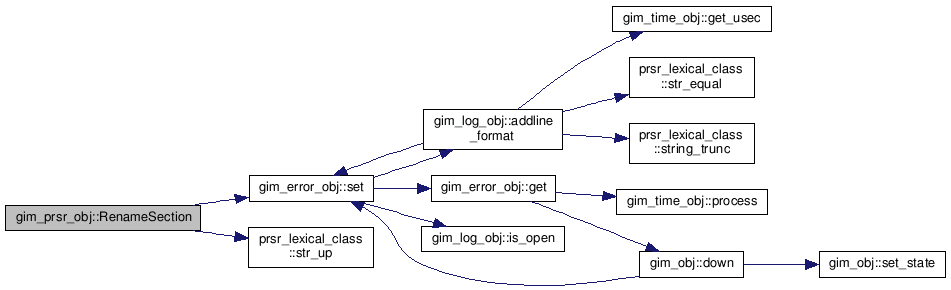 gim_time_obj::get_usec
prsr_lexical_class
::str_equal
gim_log_obj::addline
_format
prsr_lexical_class
::string_trunc
gim_error_obj::set
gim_error_obj::get
gim_time_obj::process
gim_prsr_obj::RenameSection
gim_log_obj::is_open
prsr_lexical_class
::str_up
gim_obj::down
gim_obj::set_state